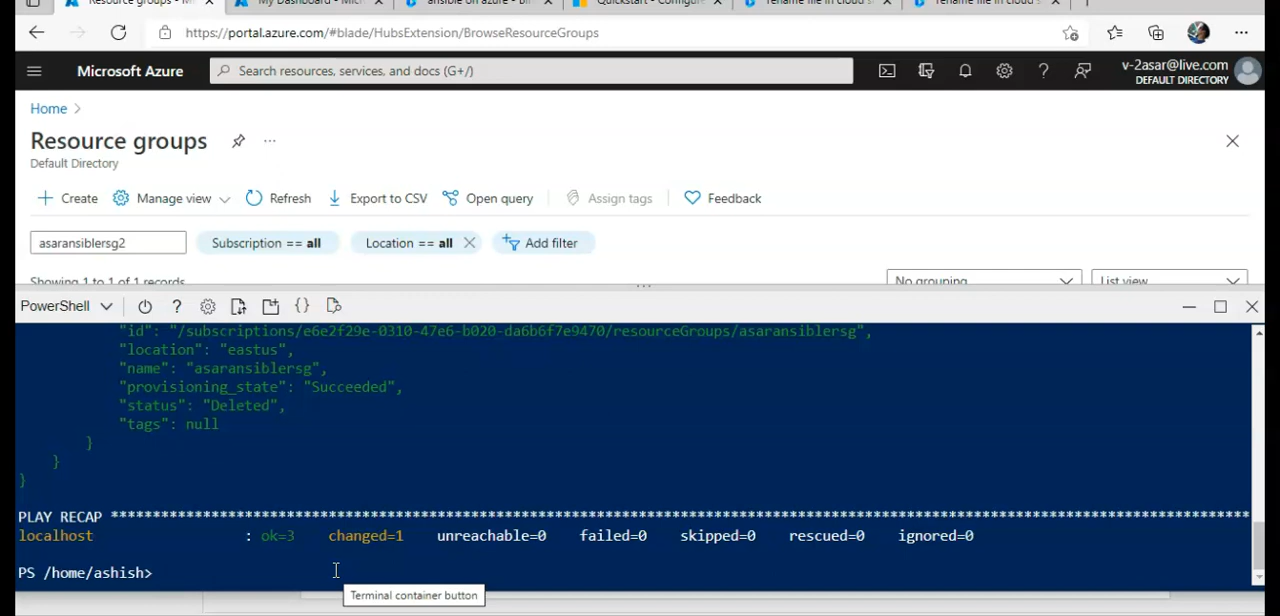 Resource groups - M
My Dashboard - Micr
ansible on azure - Bin
Quickstart - Configure
rename file in cloud s
rename file in cloud s
https://portal.azure.com/#blade/HubsExtension/BrowseResourceGroups
Microsoft Azure
Search resources, services, and docs (G+/)
v-2asar@live.com
DEFAULT DIRECTORY
Home >
Resource groups
...
Default Directory
Create
Manage view
Refresh
Export to CSV
Open query
Assign tags
Feedback
asaransiblersg2
Subscription == all
Location == all
Add filter
Showing 1 to 1 of 1 records.
No grouping
List view
PowerShell
"id": "/subscriptions/e6e2f29e-0310-47e6-b020-da6b6f7e9470/resourceGroups/asaransiblersg",
"location": "eastus",
"name": "asaransiblersg",
"provisioning_state": "Succeeded",
"status": "Deleted",
"tags": null
}
}
}
PLAY RECAP *********************************************************************************************************************
localhost : ok=3 changed=1 unreachable=0 failed=0 skipped=0 rescued=0 ignored=0
PS /home/ashish>
Terminal container button